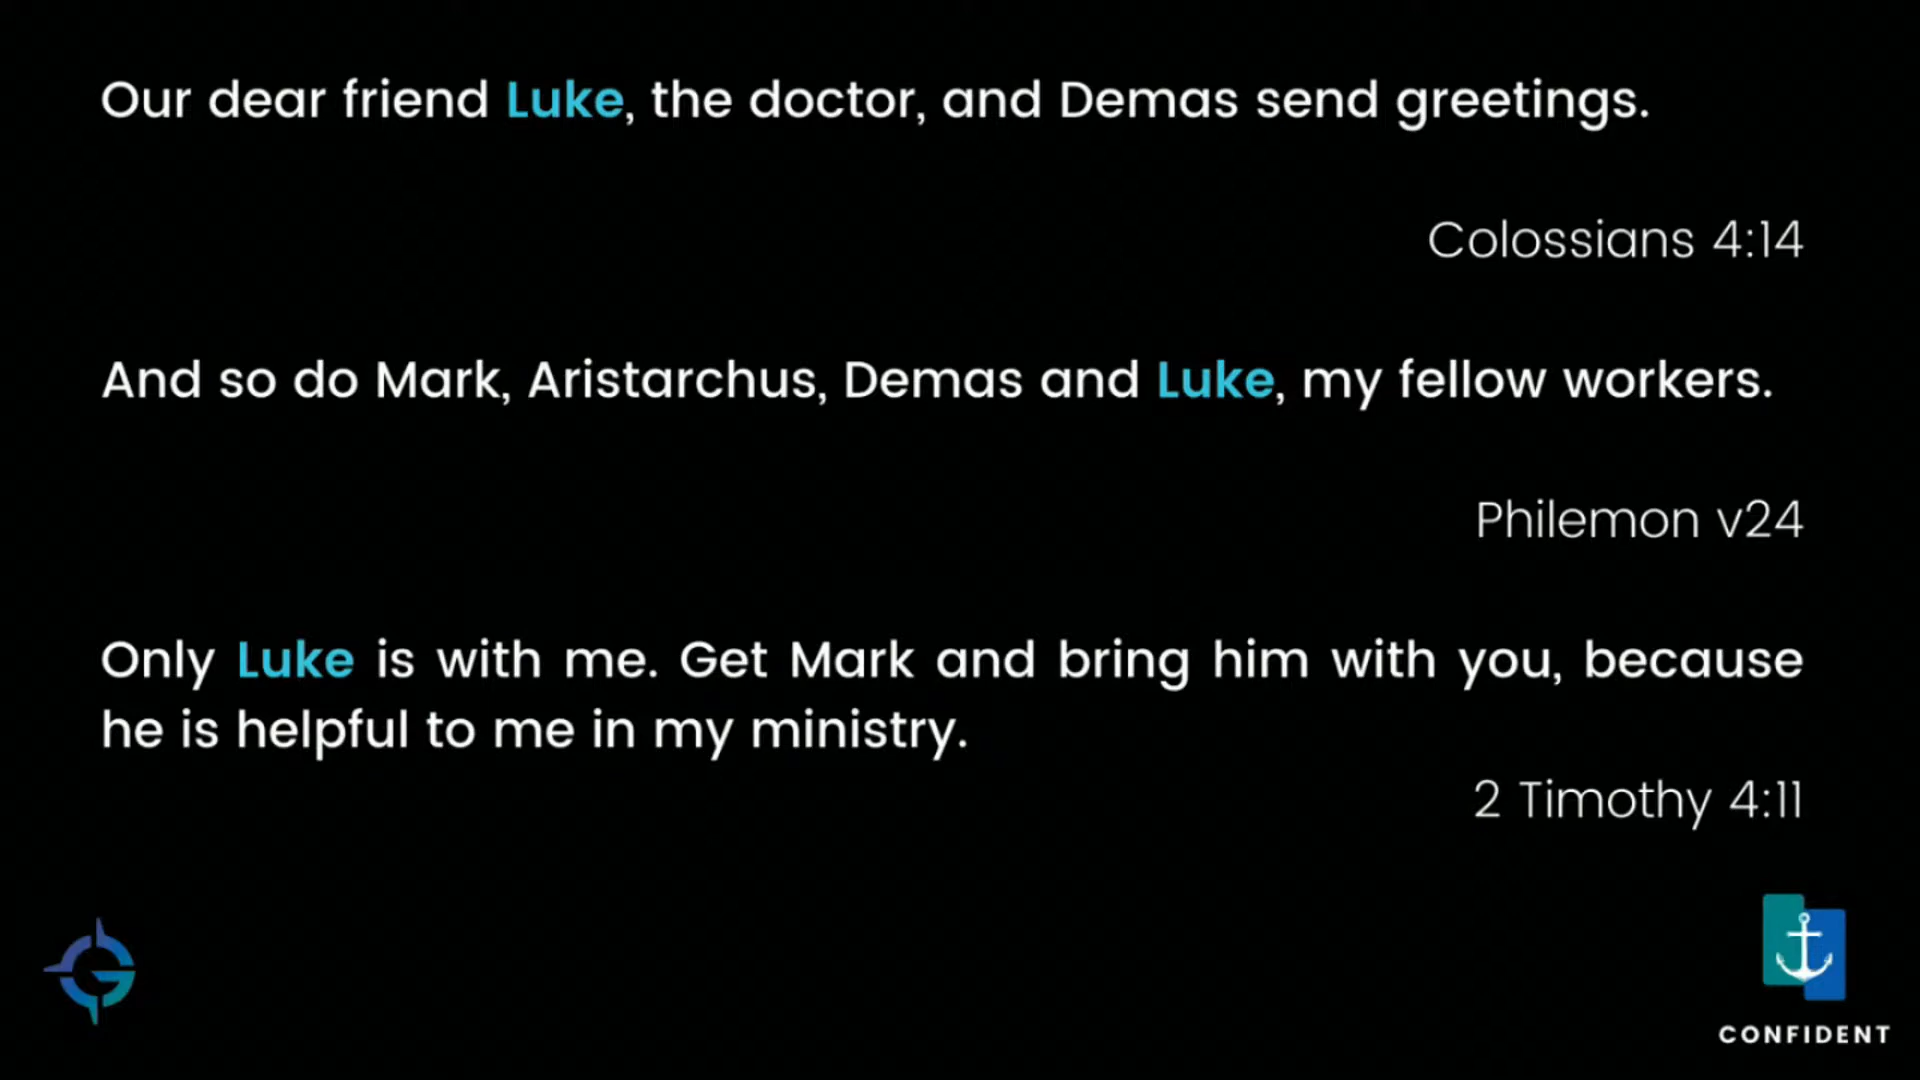 Our dear friend Luke, the doctor, and Demas send greetings.
Colossians 4:14
And so do Mark, Aristarchus, Demas and Luke, my fellow workers.
Philemon v24
Only Luke is with me. Get Mark and bring him with you, because
he is helpful to me in my ministry.
2 Timothy 4:11
CONFIDENT